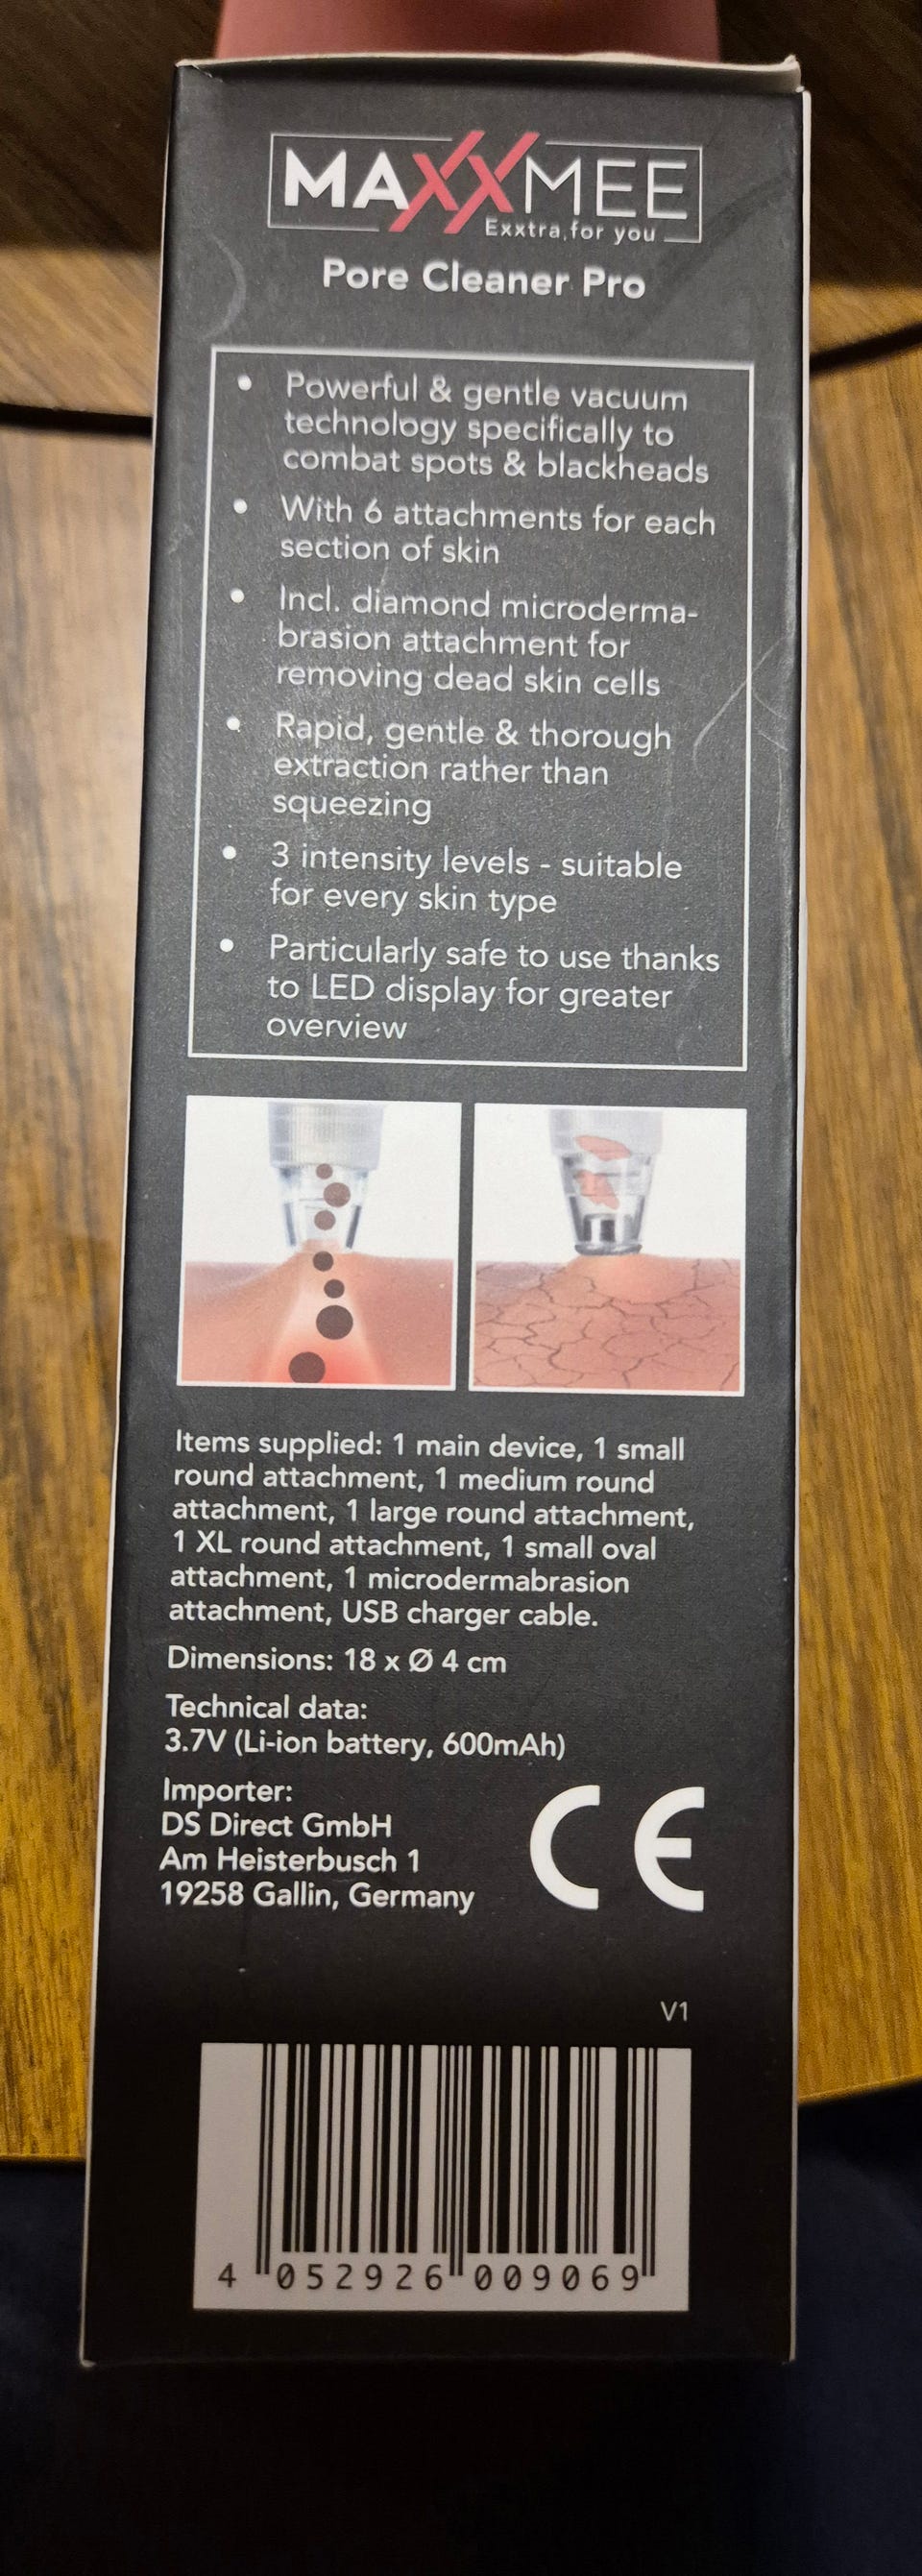 MAXXMEE
Exxtra for you
Pore Cleaner Pro
• Powerful & gentle vacuum
technology specifically to
combat spots & blackheads
• With 6 attachments for each
section of skin
• Incl. diamond microderma-
brasion attachment for
removing dead skin cells
• Rapid, gentle & thorough
extraction rather than
squeezing
• 3 intensity levels - suitable
for every skin type
• Particularly safe to use thanks
to LED display for greater
overview
Items supplied: 1 main device, 1 small
round attachment, 1 medium round
attachment, 1 large round attachment,
1 XL round attachment, 1 small oval
attachment, 1 microdermabrasion
attachment, USB charger cable.
Dimensions: 18 x Ø 4 cm
Technical data:
3.7V (Li-ion battery, 600mAh)
Importer:
DS Direct GmbH
Am Heisterbusch 1
19258 Gallin, Germany
CE
V1
4 052926 009069